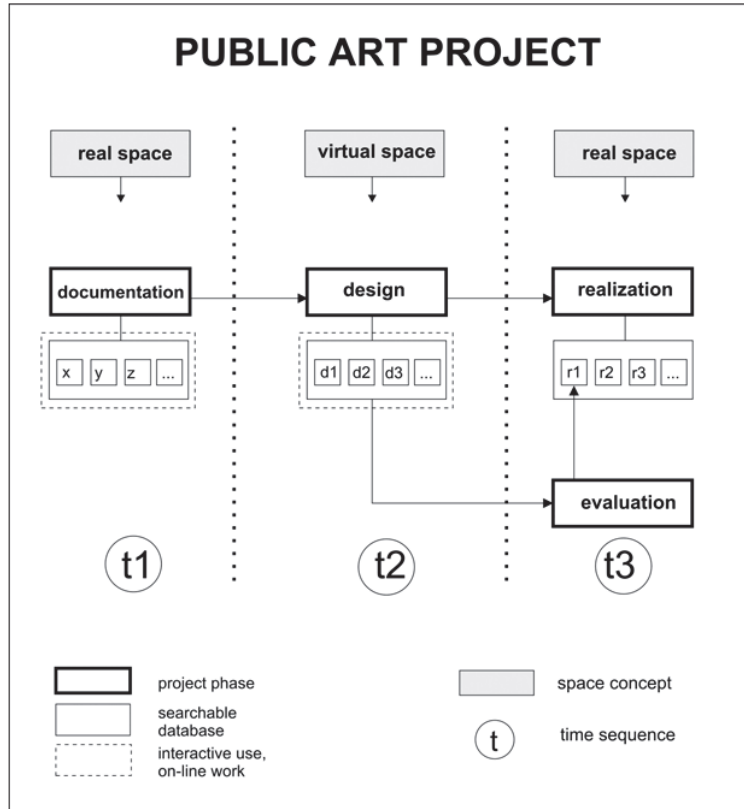 PUBLIC ART PROJECT
real space
virtual space
real space
documentation
design
realization
x y z ...
d1 d2 d3 ...
r1 r2 r3 ...
evaluation
t1
t2
t3
project phase
searchable
database
interactive use,
on-line work
space concept
t
time sequence